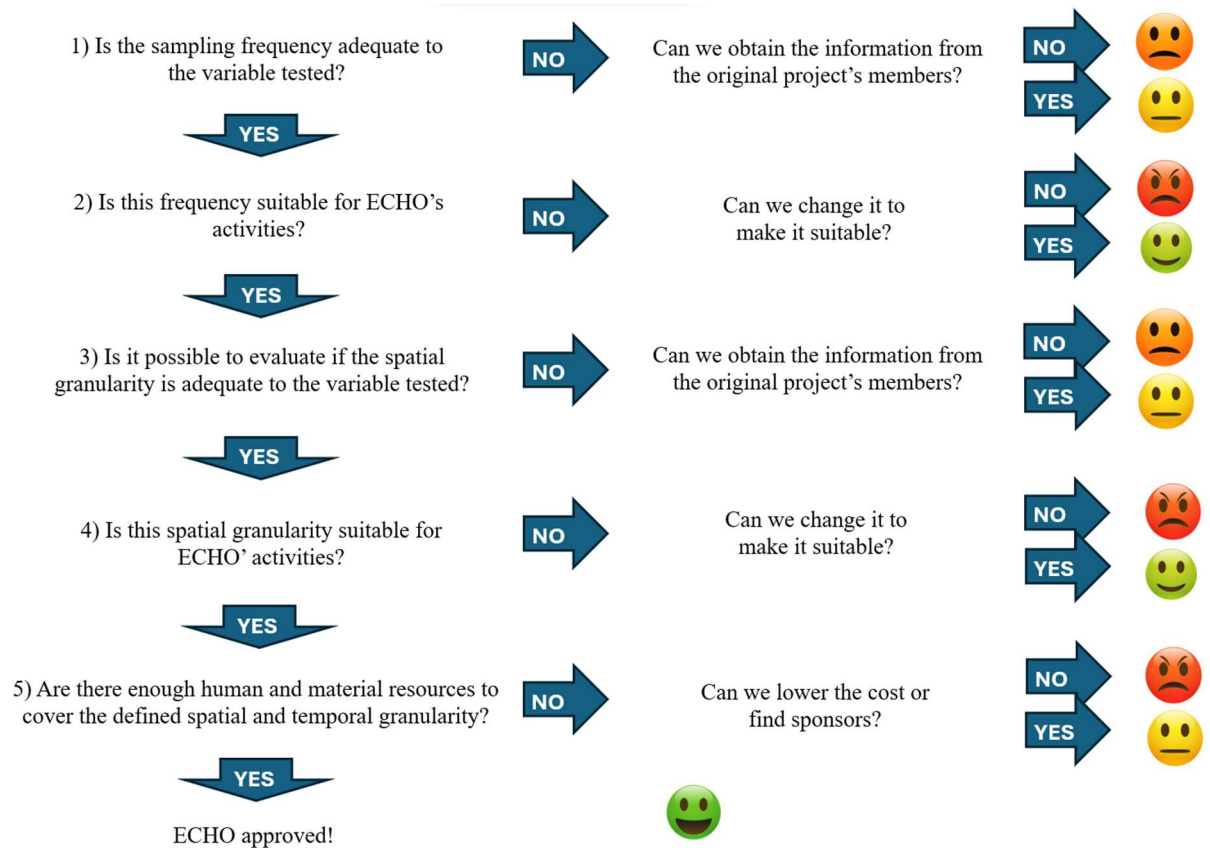 1) Is the sampling frequency adequate to
the variable tested?
NO
Can we obtain the information from
the original project's members?
NO
YES
YES
2) Is this frequency suitable for ECHO's
activities?
NO
Can we change it to
make it suitable?
NO
YES
YES
3) Is it possible to evaluate if the spatial
granularity is adequate to the variable tested?
NO
Can we obtain the information from
the original project's members?
NO
YES
YES
4) Is this spatial granularity suitable for
ECHO' activities?
NO
Can we change it to
make it suitable?
NO
YES
YES
5) Are there enough human and material resources to
cover the defined spatial and temporal granularity?
NO
Can we lower the cost or
find sponsors?
NO
YES
YES
ECHO approved!